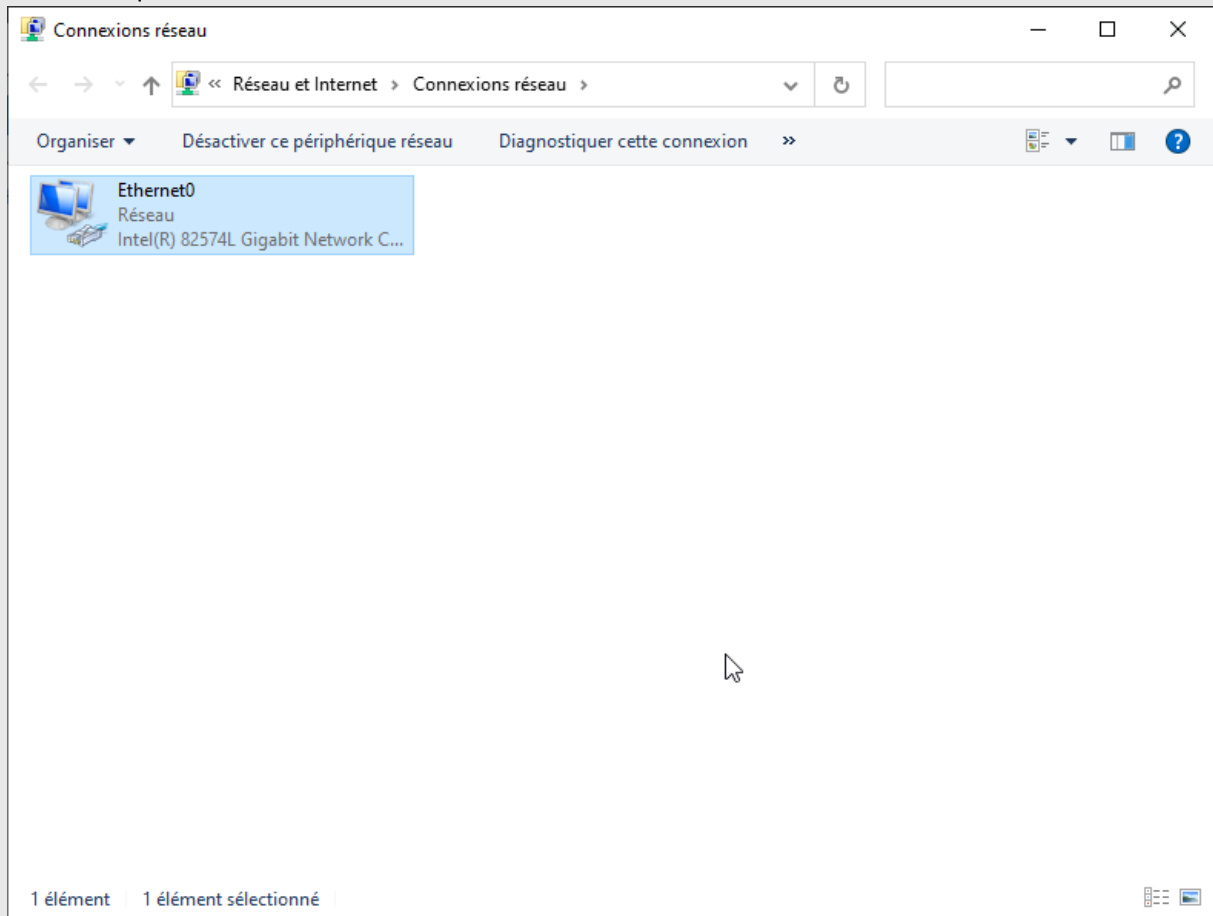 Connexions réseau
« Réseau et Internet > Connexions réseau >
Organiser Désactiver ce périphérique réseau Diagnostiquer cette connexion »
Ethernet0
Réseau
Intel(R) 82574L Gigabit Network C...
1 élément 1 élément sélectionné